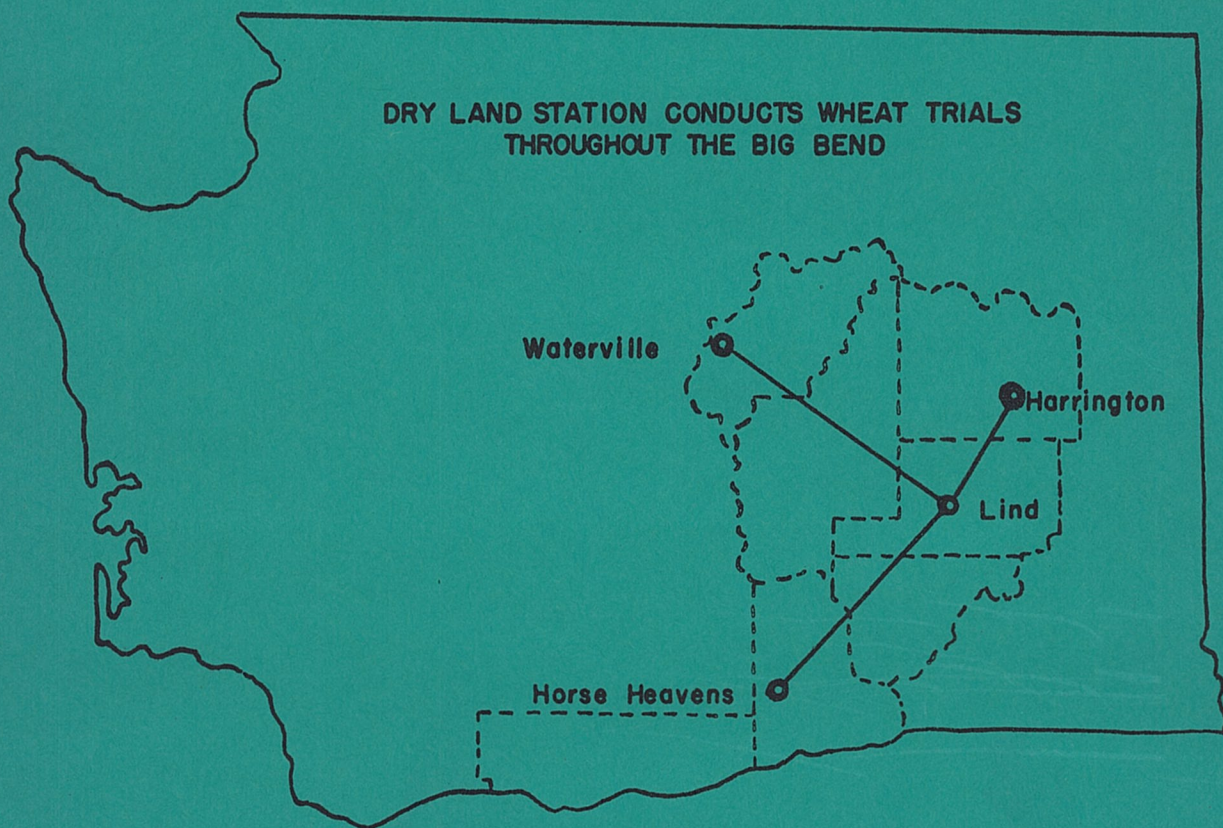 DRY LAND STATION CONDUCTS WHEAT TRIALS
THROUGHOUT THE BIG BEND
Waterville
Harrington
Lind
Horse Heavens